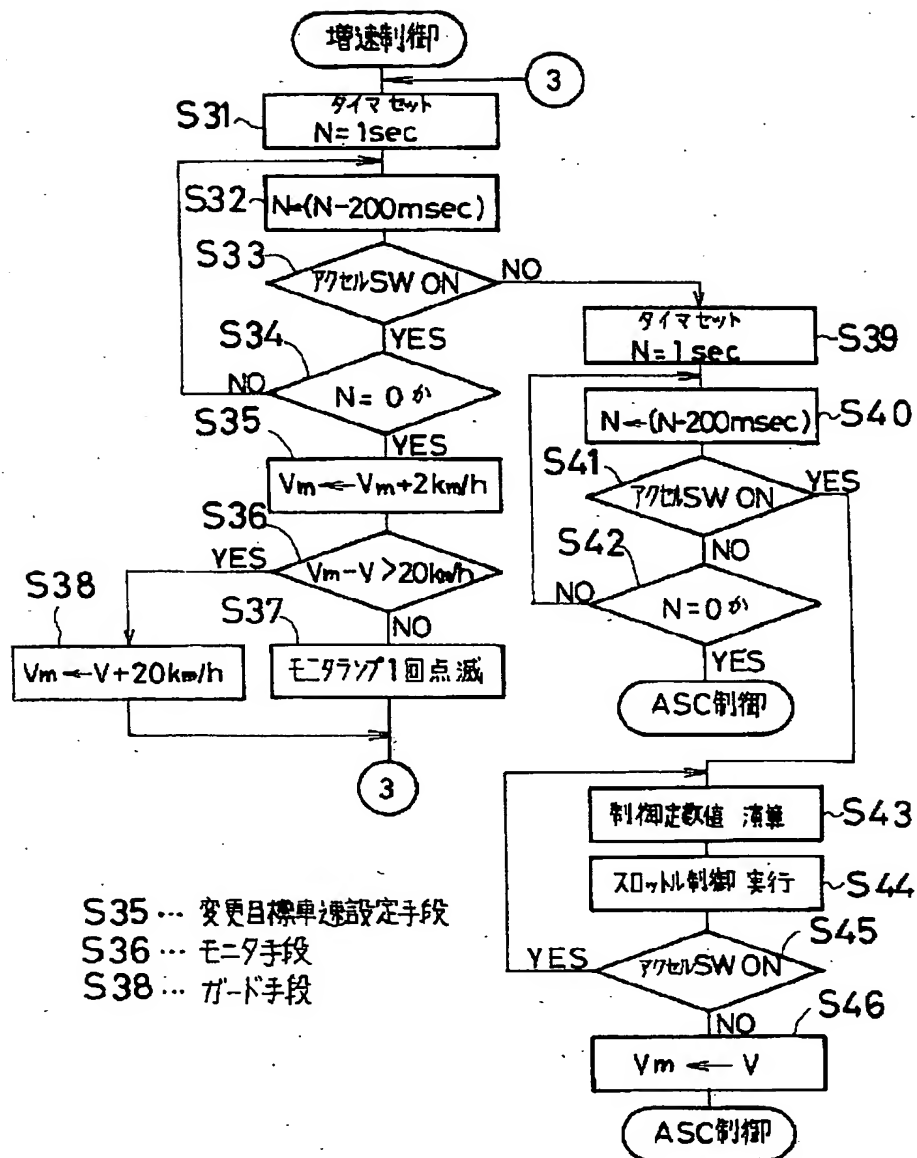 増速制御
3
S31
タイマセット
N=1sec
S32
N←(N-200msec)
S33
アクセルSW ON
NO
YES
S34
N=0か
NO
YES
S35
Vm←Vm+2km/h
S36
Vm-V>20km/h
YES
NO
S38
Vm←V+20km/h
S37
モニタランプ1回点滅
3
タイマセット
N=1sec
S39
N←(N-200msec)
S40
S41
アクセルSW ON
YES
NO
S42
N=0か
NO
YES
ASC制御
制御定数値 演算
S43
スロットル制御 実行
S44
S45
アクセルSW ON
YES
NO
S46
Vm ← V
ASC制御
S35… 変更目標車速設定手段
S36… モニタ手段
S38… ガード手段